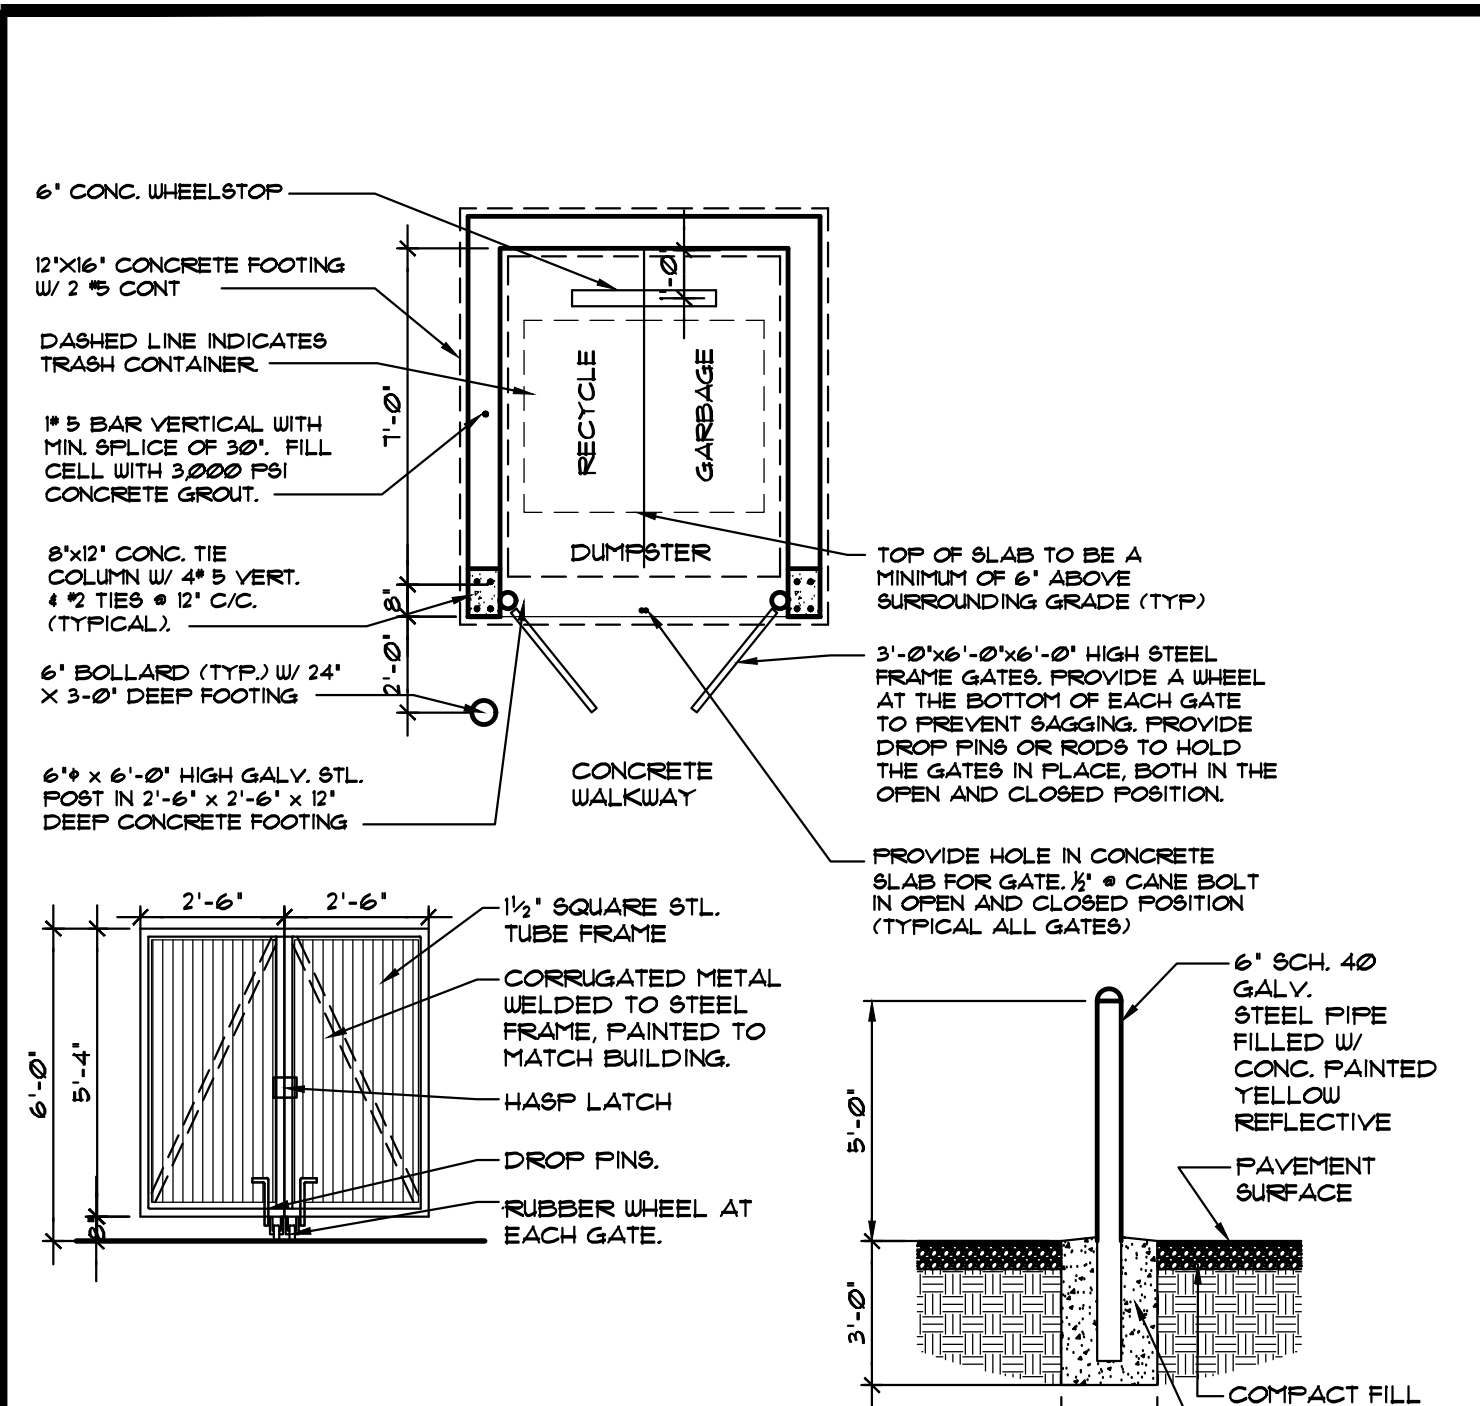 6" CONC. WHEELSTOP
12"X16" CONCRETE FOOTING
W/ 2 #5 CONT
DASHED LINE INDICATES
TRASH CONTAINER.
1# 5 BAR VERTICAL WITH
MIN. SPLICE OF 30". FILL
CELL WITH 3,000 PSI
CONCRETE GROUT.
8"x12" CONC. TIE
COLUMN W/ 4# 5 VERT.
& #2 TIES @ 12" C/C.
(TYPICAL).
6" BOLLARD (TYP.) W/ 24"
X 3-0" DEEP FOOTING
6"ϕ x 6'-0" HIGH GALV. STL.
POST IN 2'-6" x 2'-6" x 12"
DEEP CONCRETE FOOTING
7'-0"
8"
2'-0"
1'-0"
RECYCLE
GARBAGE
DUMPSTER
CONCRETE
WALKWAY
TOP OF SLAB TO BE A
MINIMUM OF 6" ABOVE
SURROUNDING GRADE (TYP)
3'-0"x6'-0"x6'-0" HIGH STEEL
FRAME GATES. PROVIDE A WHEEL
AT THE BOTTOM OF EACH GATE
TO PREVENT SAGGING. PROVIDE
DROP PINS OR RODS TO HOLD
THE GATES IN PLACE, BOTH IN THE
OPEN AND CLOSED POSITION.
PROVIDE HOLE IN CONCRETE
SLAB FOR GATE. ½" @ CANE BOLT
IN OPEN AND CLOSED POSITION
(TYPICAL ALL GATES)
2'-6"
2'-6"
6'-0"
5'-4"
8"
1½" SQUARE STL.
TUBE FRAME
CORRUGATED METAL
WELDED TO STEEL
FRAME, PAINTED TO
MATCH BUILDING.
HASP LATCH
DROP PINS.
RUBBER WHEEL AT
EACH GATE.
5'-0"
3'-0"
6" SCH. 40
GALV.
STEEL PIPE
FILLED W/
CONC. PAINTED
YELLOW
REFLECTIVE
PAVEMENT
SURFACE
COMPACT FILL